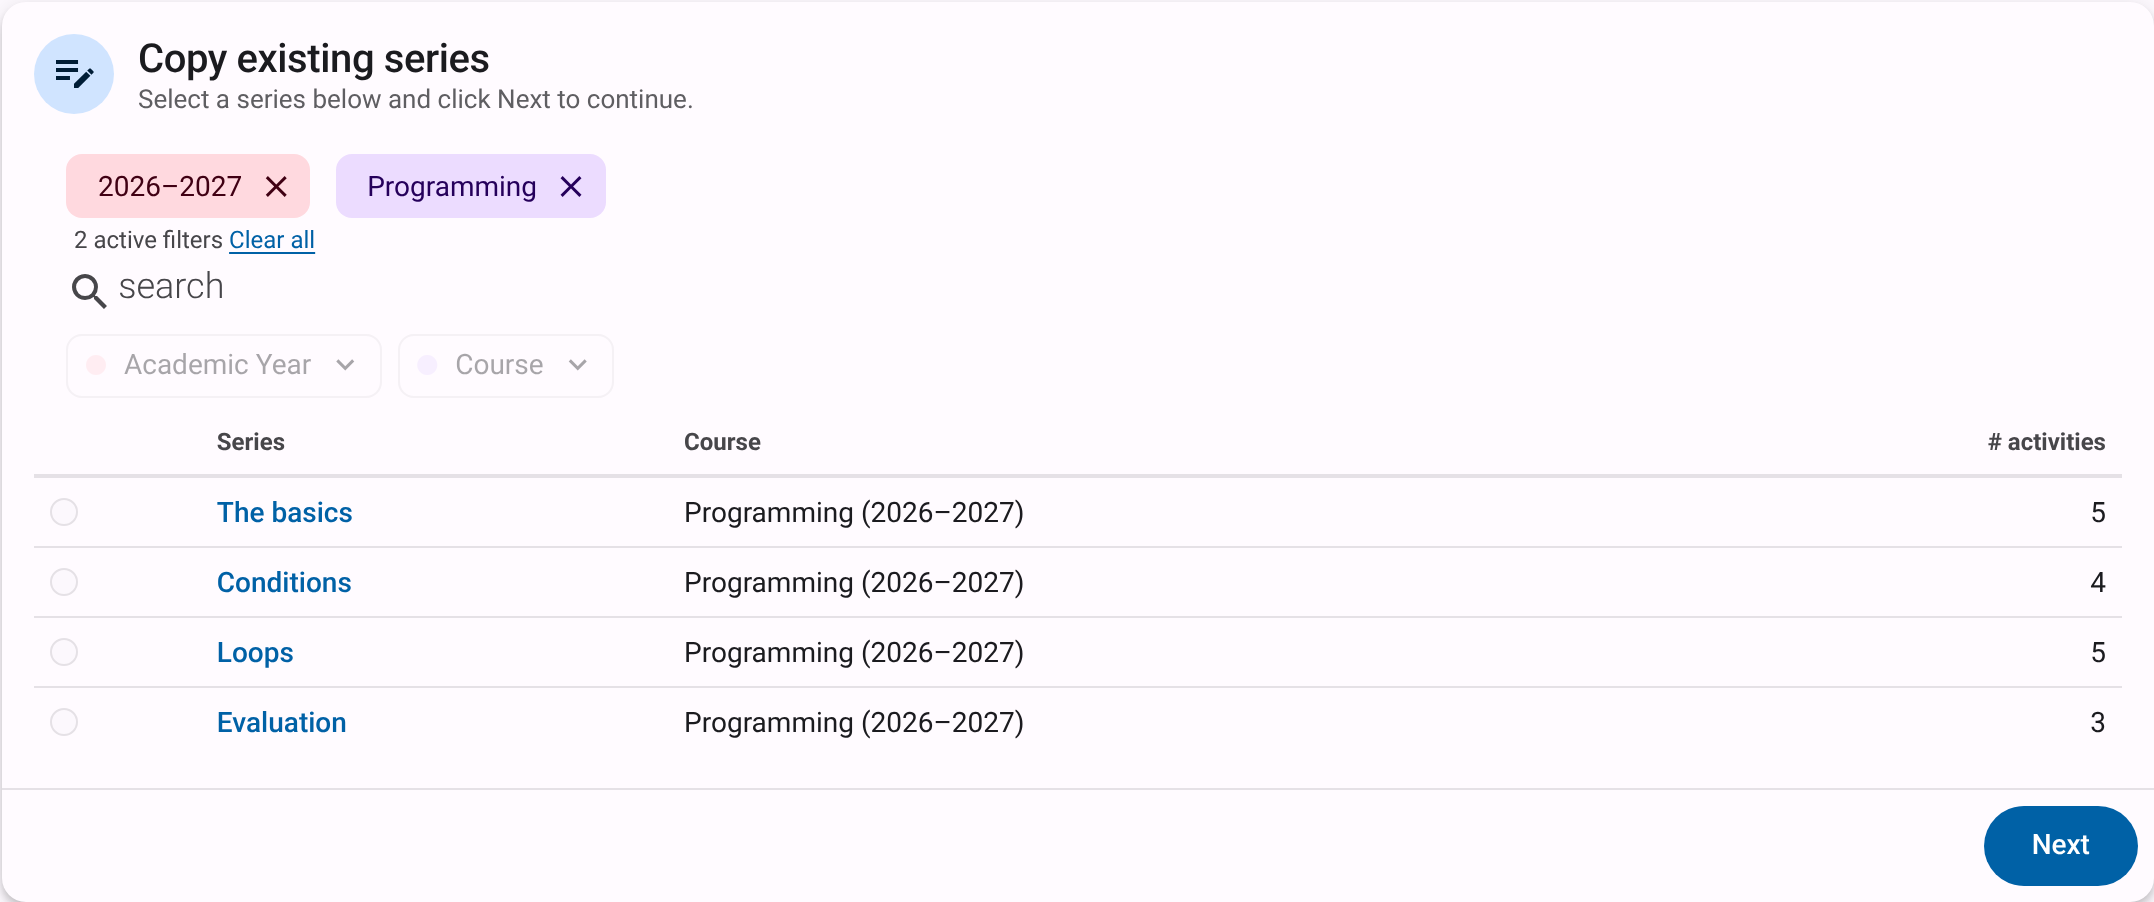 Copy existing series
Select a series below and click Next to continue.
2026–2027
Programming
2 active filters Clear all
search
Academic Year
Course
Series Course # activities
The basics Programming (2026–2027) 5
Conditions Programming (2026–2027) 4
Loops Programming (2026–2027) 5
Evaluation Programming (2026–2027) 3
Next